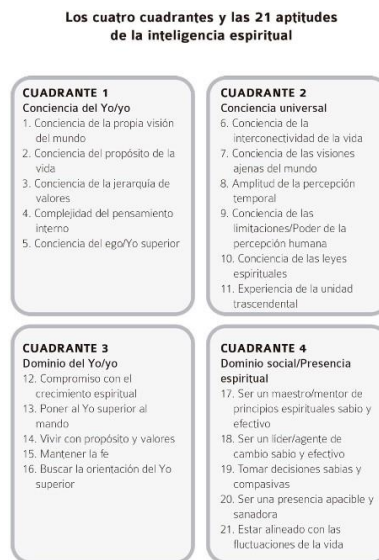 Los cuatro cuadrantes y las 21 aptitudes
de la inteligencia espiritual
CUADRANTE 1
Conciencia del Yo/yo
1. Conciencia de la propia visión
del mundo
2. Conciencia del propósito de la
vida
3. Conciencia de la jerarquía de
valores
4. Complejidad del pensamiento
interno
5. Conciencia del ego/Yo superior
CUADRANTE 2
Conciencia universal
6. Conciencia de la
interconectividad de la vida
7. Conciencia de las visiones
ajenas del mundo
8. Amplitud de la percepción
temporal
9. Conciencia de las
limitaciones/Poder de la
percepción humana
10. Conciencia de las leyes
espirituales
11. Experiencia de la unidad
trascendental
CUADRANTE 3
Dominio del Yo/yo
12. Compromiso con el
crecimiento espiritual
13. Poner al Yo superior al
mando
14. Vivir con propósito y valores
15. Mantener la fe
16. Buscar la orientación del Yo
superior
CUADRANTE 4
Dominio social/Presencia
espiritual
17. Ser un maestro/mentor de
principios espirituales sabio y
efectivo
18. Ser un líder/agente de
cambio sabio y efectivo
19. Tomar decisiones sabias y
compasivas
20. Ser una presencia apacible y
sanadora
21. Estar alineado con las
fluctuaciones de la vida